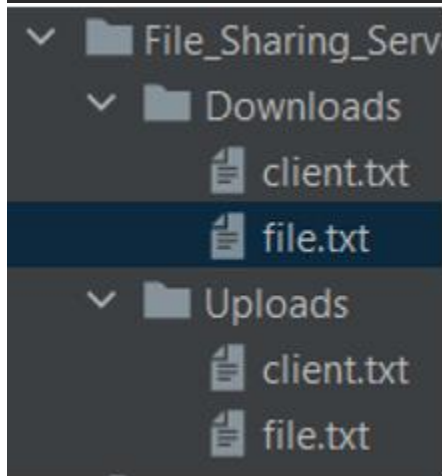 File_Sharing_Serv
Downloads
client.txt
file.txt
Uploads
client.txt
file.txt